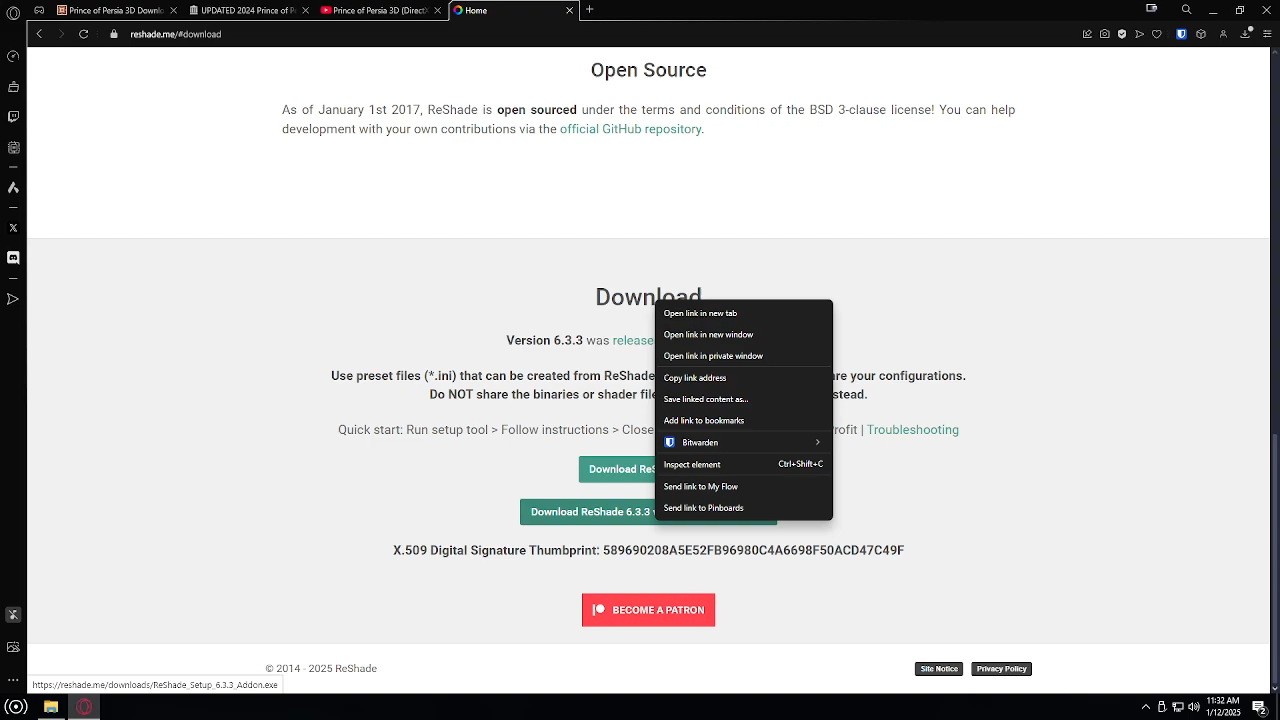 Prince of Persia 3D Downlo
UPDATED 2024 Prince of Pe
Prince of Persia 3D (DirectX
Home
reshade.me/#download
Open Source
As of January 1st 2017, ReShade is open sourced under the terms and conditions of the BSD 3-clause license! You can help
development with your own contributions via the official GitHub repository.
Download
Version 6.3.3 was release
Use preset files (*.ini) that can be created from ReShade
re your configurations.
Do NOT share the binaries or shader file
stead.
Quick start: Run setup tool > Follow instructions > Close
rofit | Troubleshooting
Download ReS
Download ReShade 6.3.3
Open link in new tab
Open link in new window
Open link in private window
Copy link address
Save linked content as...
Add link to bookmarks
Bitwarden
Inspect element Ctrl+Shift+C
Send link to My Flow
Send link to Pinboards
X.509 Digital Signature Thumbprint: 589690208A5E52FB96980C4A6698F50ACD47C49F
BECOME A PATRON
© 2014 - 2025 ReShade
Site Notice
Privacy Policy
https://reshade.me/downloads/ReShade_Setup_6.3.3_Addon.exe
11:32 AM
1/12/2025
2